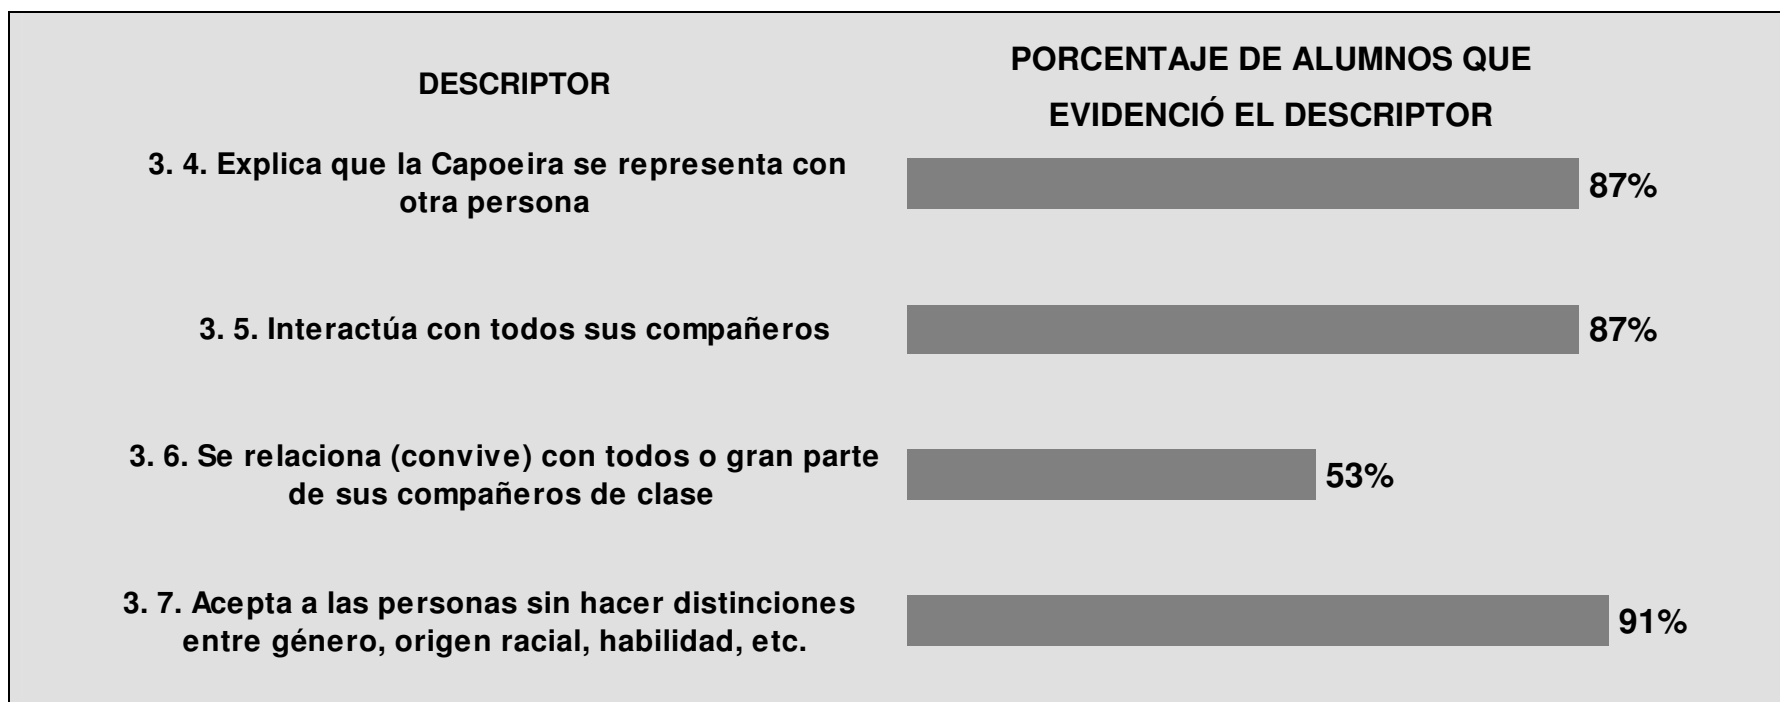 DESCRIPTOR
PORCENTAJE DE ALUMNOS QUE
EVIDENCIÓ EL DESCRIPTOR
3. 4. Explica que la Capoeira se representa con
otra persona
87%
3. 5. Interactúa con todos sus compañeros
87%
3. 6. Se relaciona (convive) con todos o gran parte
de sus compañeros de clase
53%
3. 7. Acepta a las personas sin hacer distinciones
entre género, origen racial, habilidad, etc.
91%